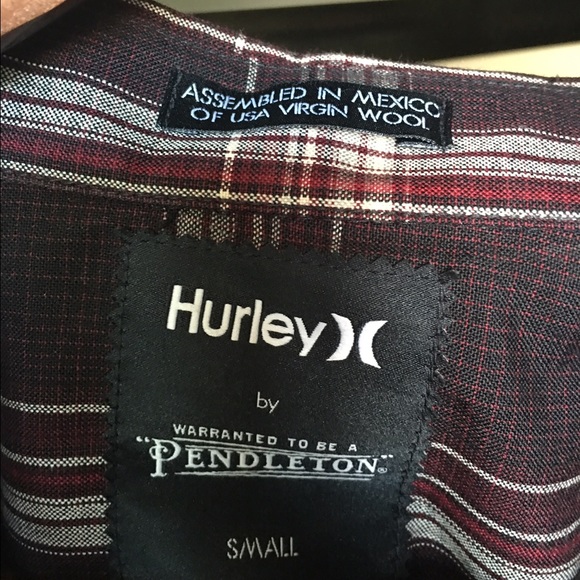 ASSEMBLED IN MEXICO
OF USA VIRGIN WOOL
Hurley
by
WARRANTED TO BE A
"PENDLETON"®
SMALL